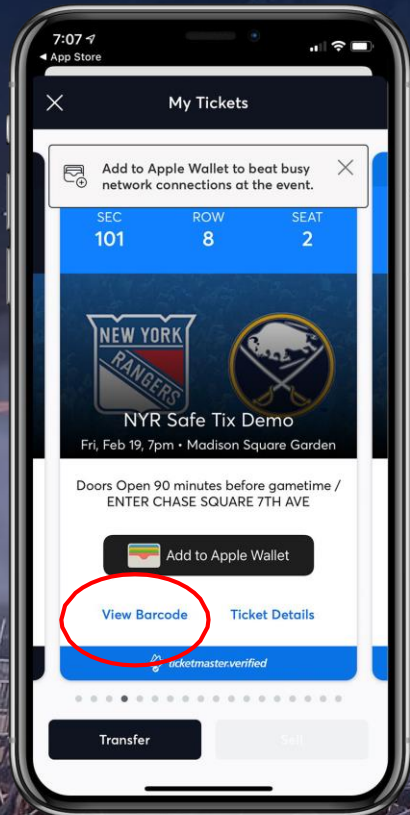 7:07
◀ App Store
My Tickets
Add to Apple Wallet to beat busy
network connections at the event.
SEC ROW SEAT
101 8 2
NEW YORK
RANGERS
NYR Safe Tix Demo
Fri, Feb 19, 7pm • Madison Square Garden
Doors Open 90 minutes before gametime /
ENTER CHASE SQUARE 7TH AVE
Add to Apple Wallet
View Barcode Ticket Details
ticketmaster.verified
Transfer Sell